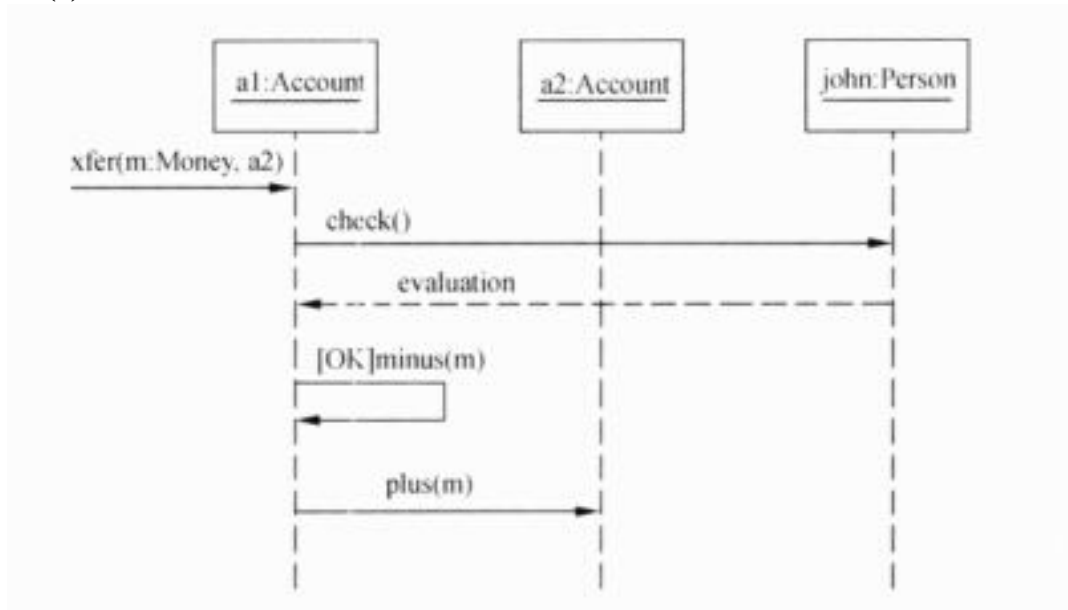 a1:Account
a2:Account
john:Person
xfer(m:Money, a2)
check()
evaluation
[OK]minus(m)
plus(m)